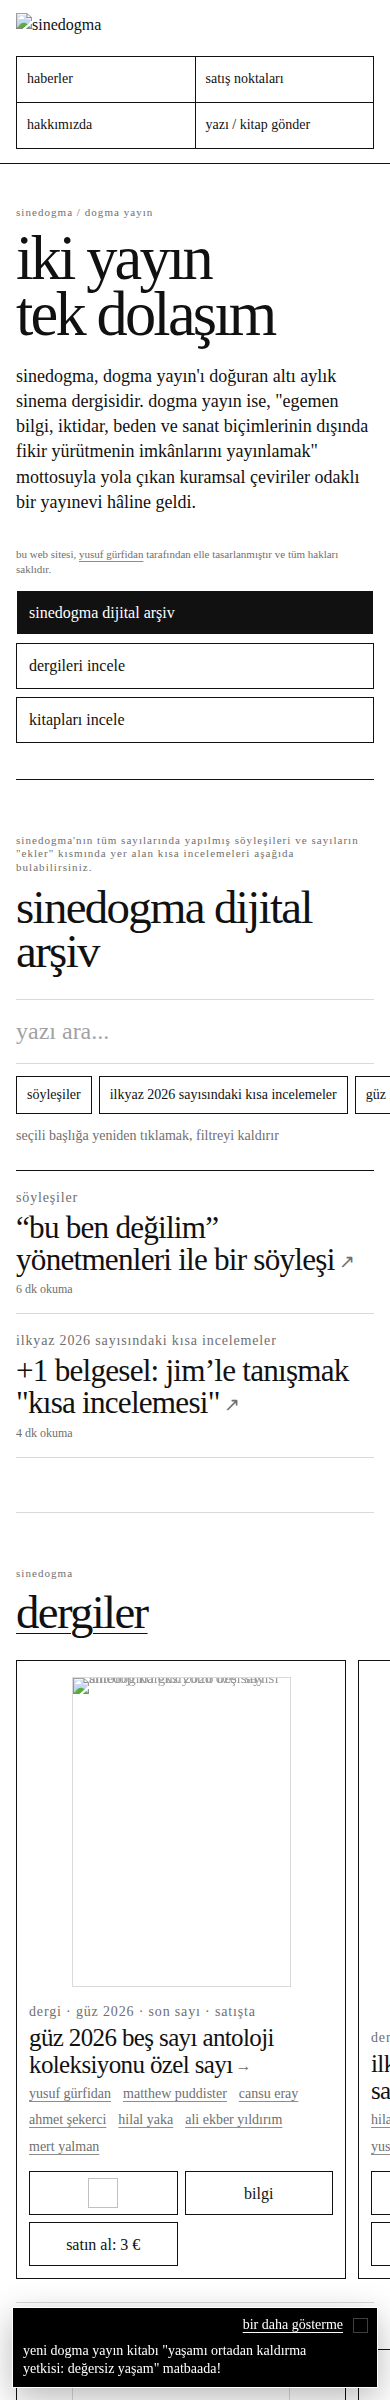 sinedogma
haberler
satış noktaları
hakkımızda
yazı / kitap gönder
sinedogma / dogma yayın
iki yayın
tek dolaşım
sinedogma, dogma yayın'ı doğuran altı aylık
sinema dergisidir. dogma yayın ise, "egemen
bilgi, iktidar, beden ve sanat biçimlerinin dışında
fikir yürütmenin imkânlarını yayınlamak"
mottosuyla yola çıkan kuramsal çeviriler odaklı
bir yayınevi hâline geldi.
bu web sitesi, yusuf gürfidan tarafından elle tasarlanmıştır ve tüm hakları
saklıdır.
sinedogma dijital arşiv
dergileri incele
kitapları incele
sinedogma'nın tüm sayılarında yapılmış söyleşileri ve sayıların
"ekler" kısmında yer alan kısa incelemeleri aşağıda
bulabilirsiniz.
sinedogma dijital
arşiv
yazı ara...
söyleşiler
ilkyaz 2026 sayısındaki kısa incelemeler
güz
seçili başlığa yeniden tıklamak, filtreyi kaldırır
söyleşiler
“bu ben değilim”
yönetmenleri ile bir söyleşi ↗
6 dk okuma
ilkyaz 2026 sayısındaki kısa incelemeler
+1 belgesel: jim’le tanışmak
"kısa incelemesi" ↗
4 dk okuma
sinedogma
dergiler
dergi · güz 2026 · son sayı · satışta
güz 2026 beş sayı antoloji
koleksiyonu özel sayı →
yusuf gürfidan matthew puddister cansu eray
ahmet şekerci hilal yaka ali ekber yıldırım
mert yalman
bilgi
satın al: 3 €
der
ilk
sa
hila
yus
bir daha gösterme
yeni dogma yayın kitabı "yaşamı ortadan kaldırma
yetkisi: değersiz yaşam" matbaada!